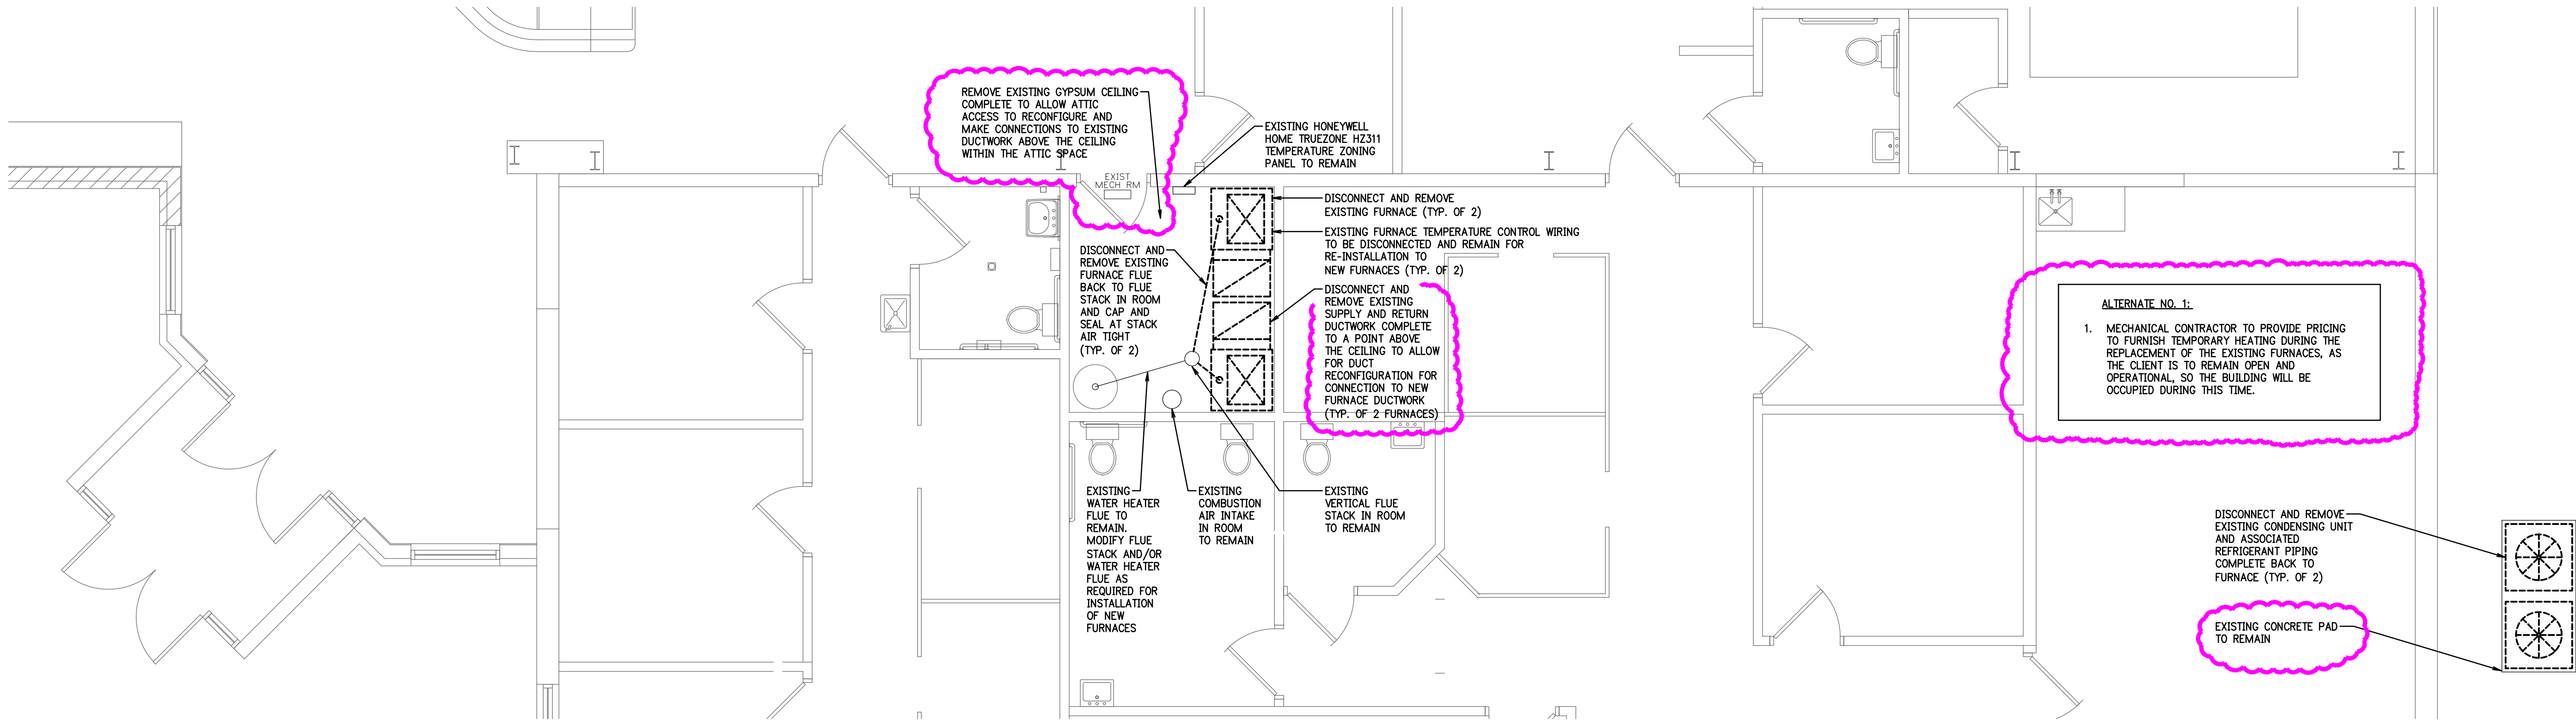 REMOVE EXISTING GYPSUM CEILING
COMPLETE TO ALLOW ATTIC
ACCESS TO RECONFIGURE AND
MAKE CONNECTIONS TO EXISTING
DUCTWORK ABOVE THE CEILING
WITHIN THE ATTIC SPACE
EXISTING HONEYWELL
HOME TRUEZONE HZ311
TEMPERATURE ZONING
PANEL TO REMAIN
EXIST
MECH RM
DISCONNECT AND REMOVE
EXISTING FURNACE (TYP. OF 2)
EXISTING FURNACE TEMPERATURE CONTROL WIRING
TO BE DISCONNECTED AND REMAIN FOR
RE-INSTALLATION TO
NEW FURNACES (TYP. OF 2)
DISCONNECT AND
REMOVE EXISTING
FURNACE FLUE
BACK TO FLUE
STACK IN ROOM
AND CAP AND
SEAL AT STACK
AIR TIGHT
(TYP. OF 2)
DISCONNECT AND
REMOVE EXISTING
SUPPLY AND RETURN
DUCTWORK COMPLETE
TO A POINT ABOVE
THE CEILING TO ALLOW
FOR DUCT
RECONFIGURATION FOR
CONNECTION TO NEW
FURNACE DUCTWORK
(TYP. OF 2 FURNACES)
ALTERNATE NO. 1:
1. MECHANICAL CONTRACTOR TO PROVIDE PRICING
TO FURNISH TEMPORARY HEATING DURING THE
REPLACEMENT OF THE EXISTING FURNACES, AS
THE CLIENT IS TO REMAIN OPEN AND
OPERATIONAL, SO THE BUILDING WILL BE
OCCUPIED DURING THIS TIME.
EXISTING
WATER HEATER
FLUE TO
REMAIN.
MODIFY FLUE
STACK AND/OR
WATER HEATER
FLUE AS
REQUIRED FOR
INSTALLATION
OF NEW
FURNACES
EXISTING
COMBUSTION
AIR INTAKE
IN ROOM
TO REMAIN
EXISTING
VERTICAL FLUE
STACK IN ROOM
TO REMAIN
DISCONNECT AND REMOVE
EXISTING CONDENSING UNIT
AND ASSOCIATED
REFRIGERANT PIPING
COMPLETE BACK TO
FURNACE (TYP. OF 2)
EXISTING CONCRETE PAD
TO REMAIN